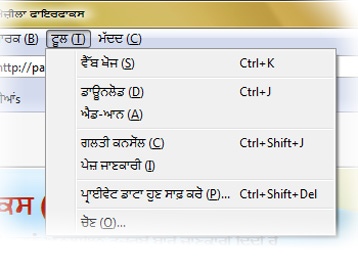 ਮੋਜ਼ੀਲਾ ਫਾਇਰਫਾਕਸ
ਾਰਕ (B) ਟੂਲ (T) ਮੱਦਦ (C)
http://pa
ਵੈੱਬ ਖੋਜ (S) Ctrl+K
ਡਾਊਨਲੋਡ (D) Ctrl+J
ਐਡ-ਆਨ (A)
ਗਲਤੀ ਕਨਸੋਂਲ (C) Ctrl+Shift+J
ਪੇਜ਼ ਜਾਣਕਾਰੀ (I)
ਪ੍ਰਾਈਵੇਟ ਡਾਟਾ ਹੁਣ ਸਾਫ਼ ਕਰੋ (P)... Ctrl+Shift+Del
ਚੋਣ (O)...
ਕਸ (